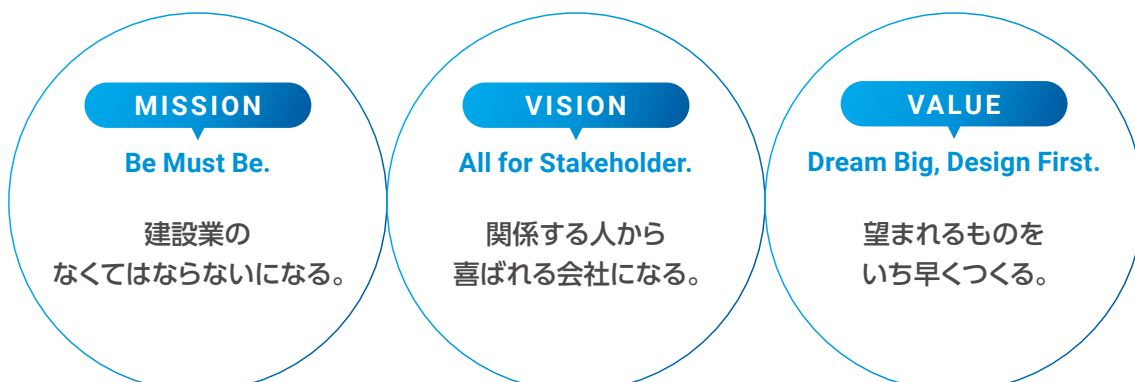 MISSION
Be Must Be.
建設業の
なくてはならないになる。
VISION
All for Stakeholder.
関係する人から
喜ばれる会社になる。
VALUE
Dream Big, Design First.
望まれるものを
いち早くつくる。